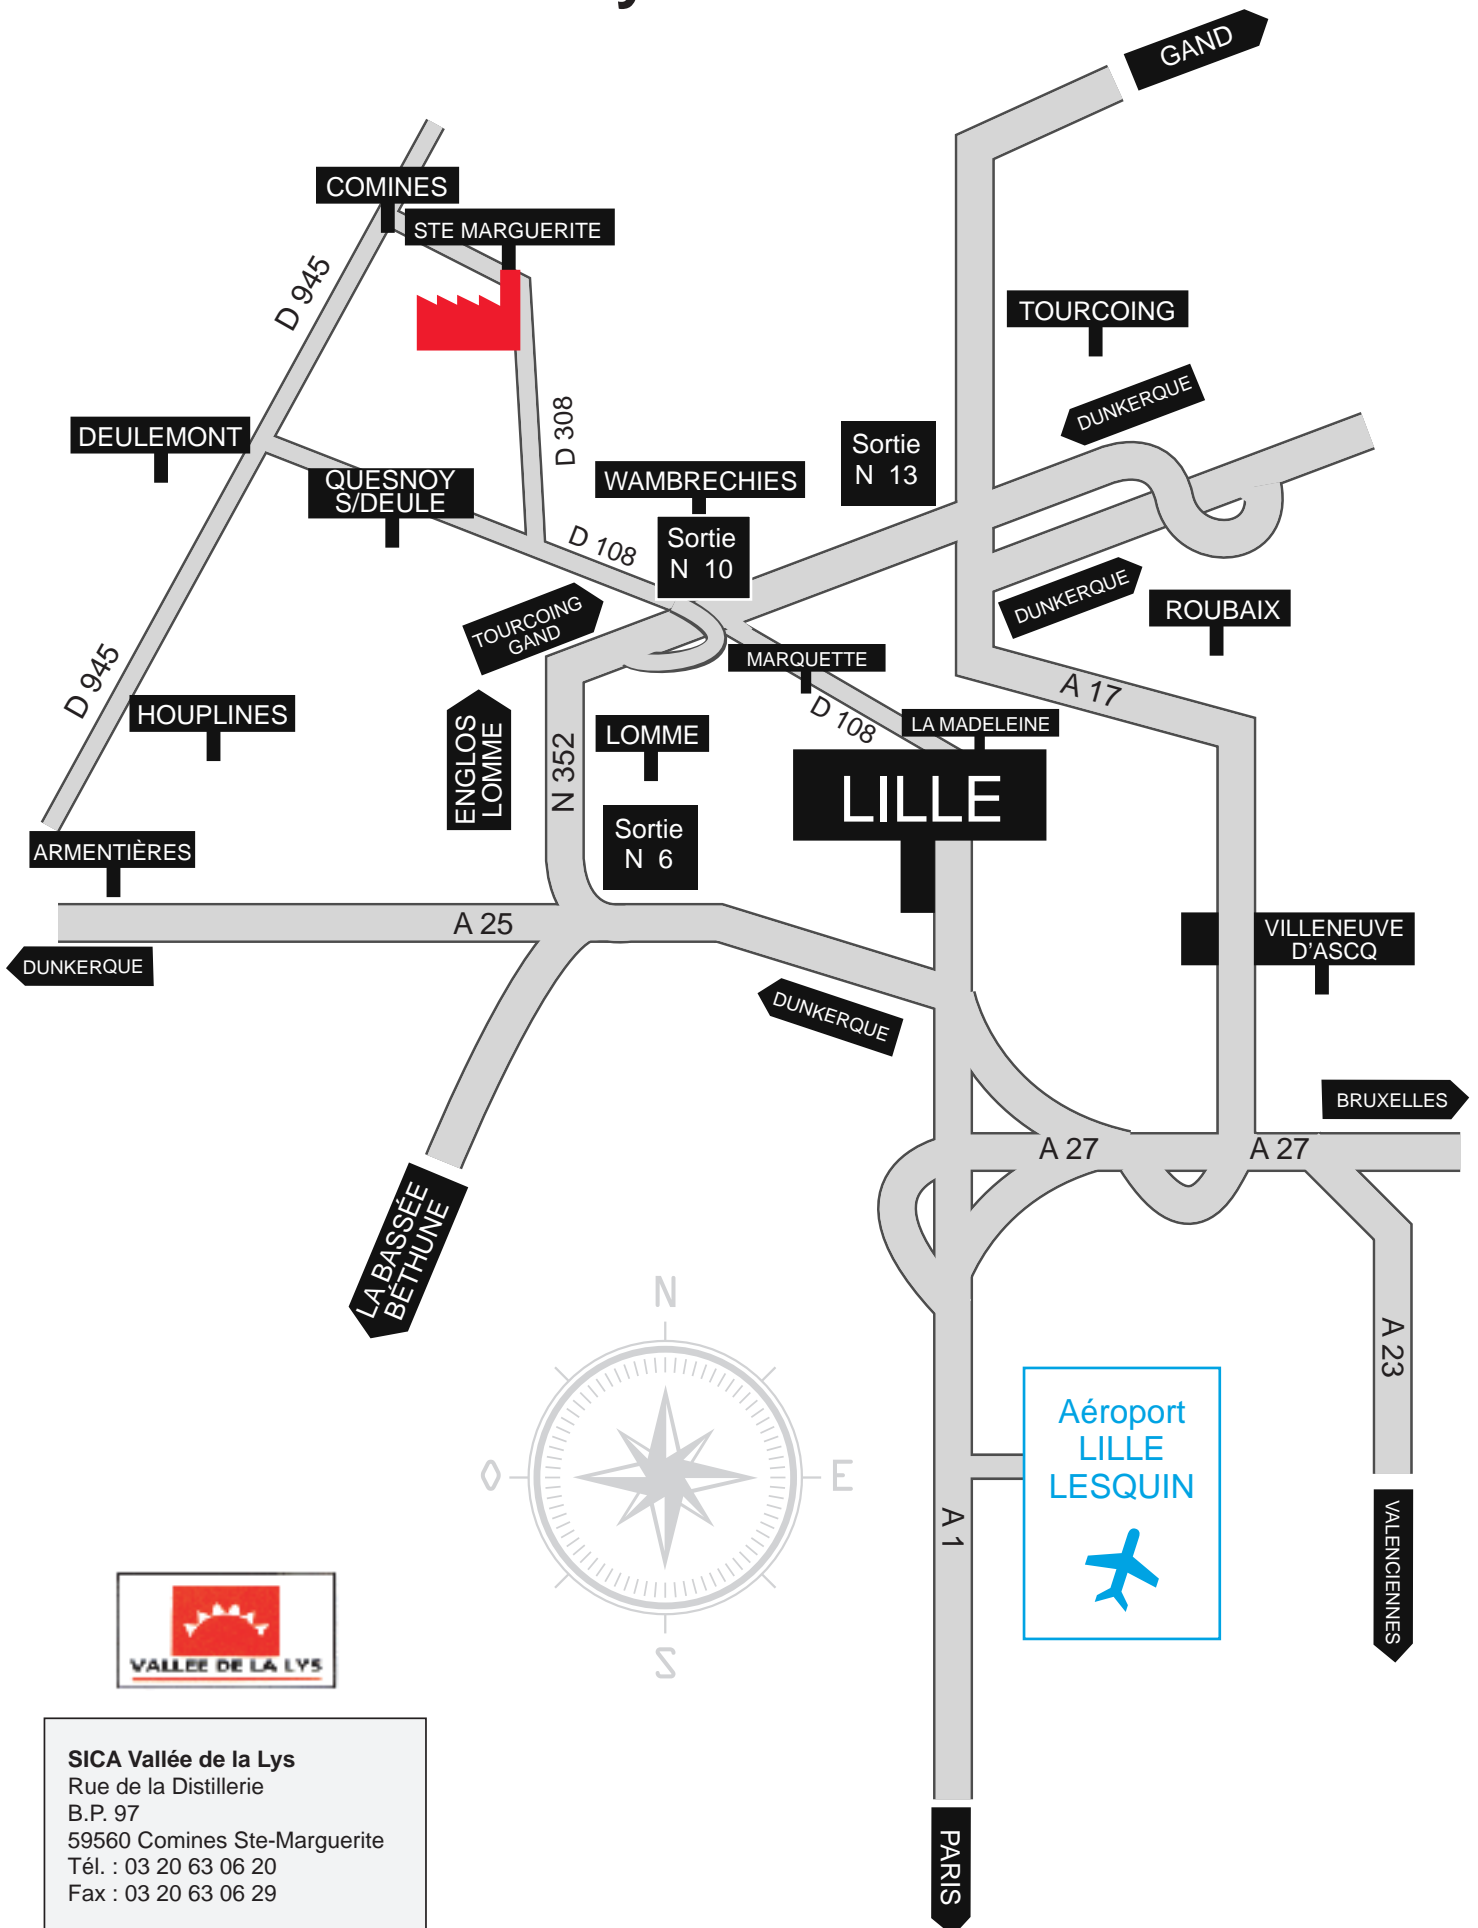 GAND
COMINES
STE MARGUERITE
D 945
TOURCOING
DUNKERQUE
D 308
DEULEMONT
QUESNOY
S/DEULE
WAMBRECHIES
Sortie
N 13
D 108
Sortie
N 10
DUNKERQUE
TOURCOING
GAND
ROUBAIX
MARQUETTE
D 945
A 17
HOUPLINES
ENGLOS
LOMME
N 352
LOMME
D 108
LA MADELEINE
LILLE
Sortie
N 6
ARMENTIÈRES
A 25
VILLENEUVE
D'ASCQ
DUNKERQUE
DUNKERQUE
BRUXELLES
A 27
A 27
LA BASSÉE
BÉTHUNE
N
O
E
S
A 23
Aéroport
LILLE
LESQUIN
A 1
VALENCIENNES
PARIS
VALLEE DE LA LYS
SICA Vallée de la Lys
Rue de la Distillerie
B.P. 97
59560 Comines Ste-Marguerite
Tél. : 03 20 63 06 20
Fax : 03 20 63 06 29